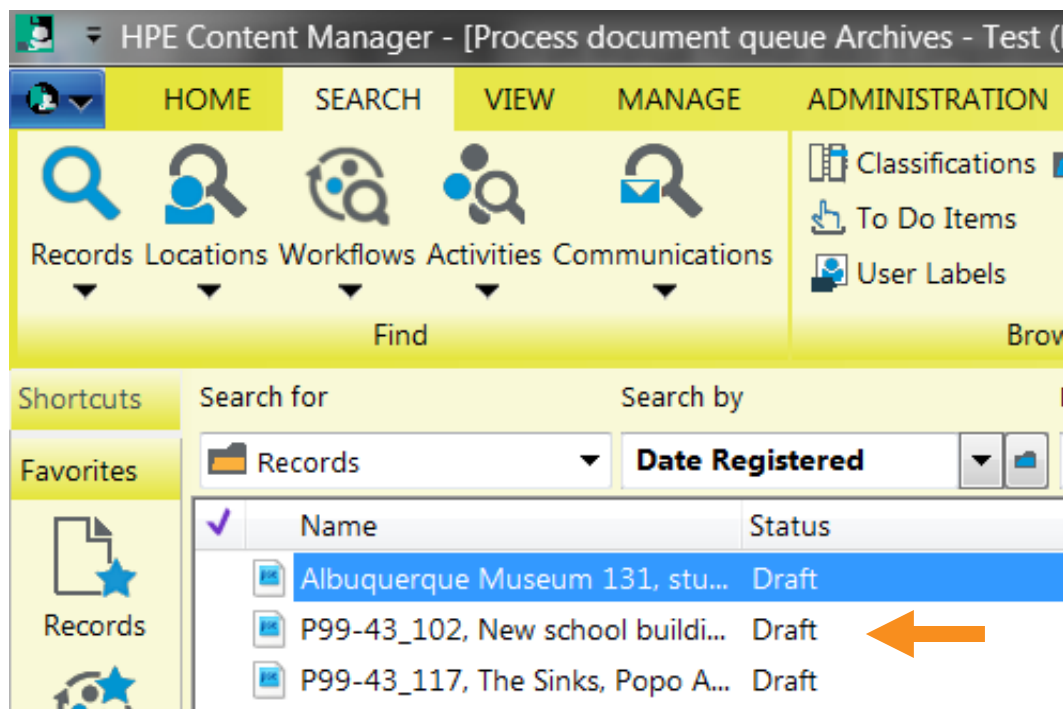 HPE Content Manager - [Process document queue Archives - Test (
HOME SEARCH VIEW MANAGE ADMINISTRATION
Classifications
To Do Items
User Labels
Records Locations Workflows Activities Communications
Find
Shortcuts Search for Search by
Favorites Records Date Registered
Name Status
Albuquerque Museum 131, stu... Draft
Records P99-43_102, New school buildi... Draft
P99-43_117, The Sinks, Popo A... Draft